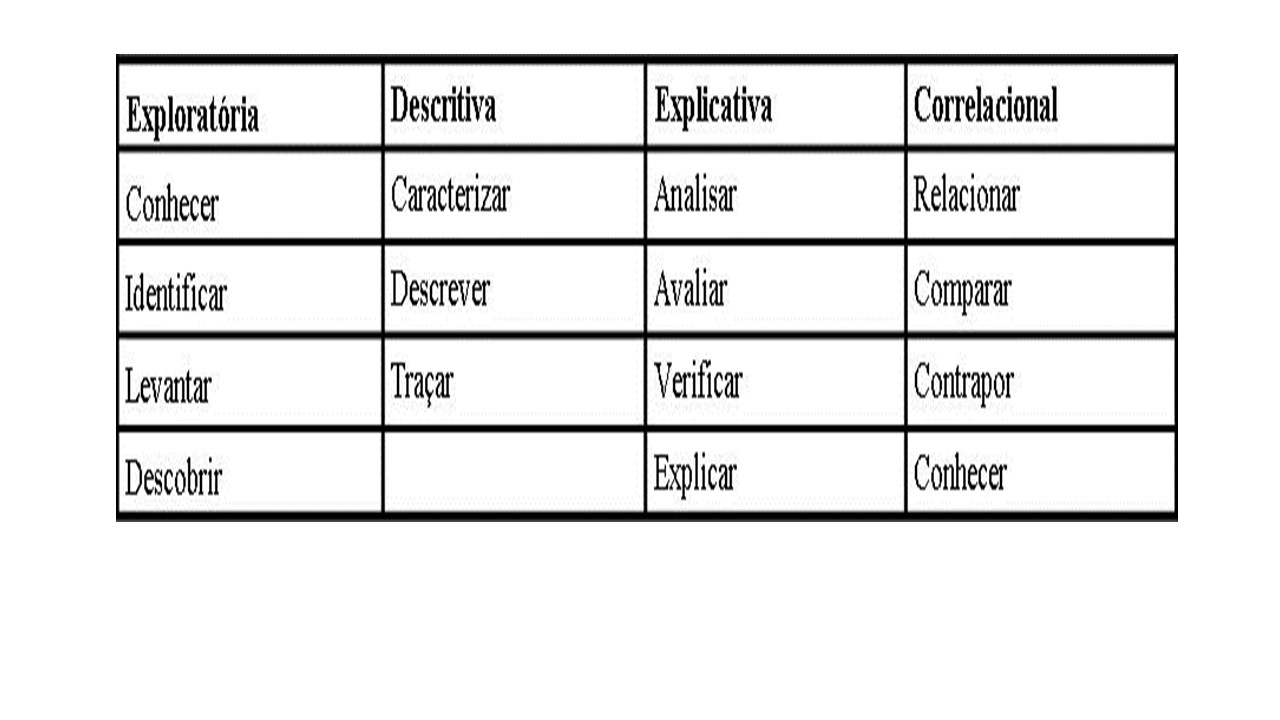 Exploratória Descritiva Explicativa Correlacional
Conhecer Caracterizar Analisar Relacionar
Identificar Descrever Avaliar Comparar
Levantar Traçar Verificar Contrapor
Descobrir Explicar Conhecer